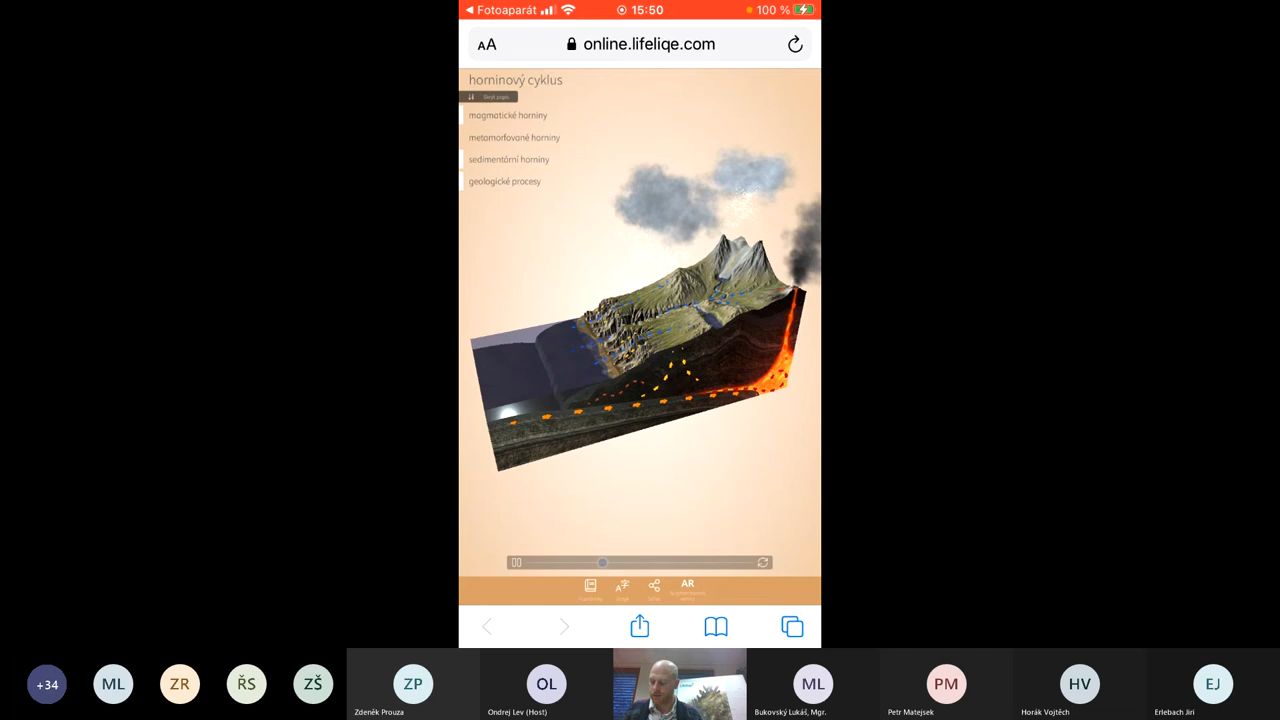 Fotoaparát
15:50
100 %
AA
online.lifeliqe.com
horninový cyklus
Skrýt popis
magmatické horniny
metamorfované horniny
sedimentární horniny
geologické procesy
AR
+34
ML
ZR
ŘS
ZŠ
ZP
OL
ML
PM
HV
EJ
Zdeněk Prouza
Ondrej Lev (Host)
Bukovský Lukáš, Mgr.
Petr Matejsek
Horák Vojtěch
Erlebach Jiri